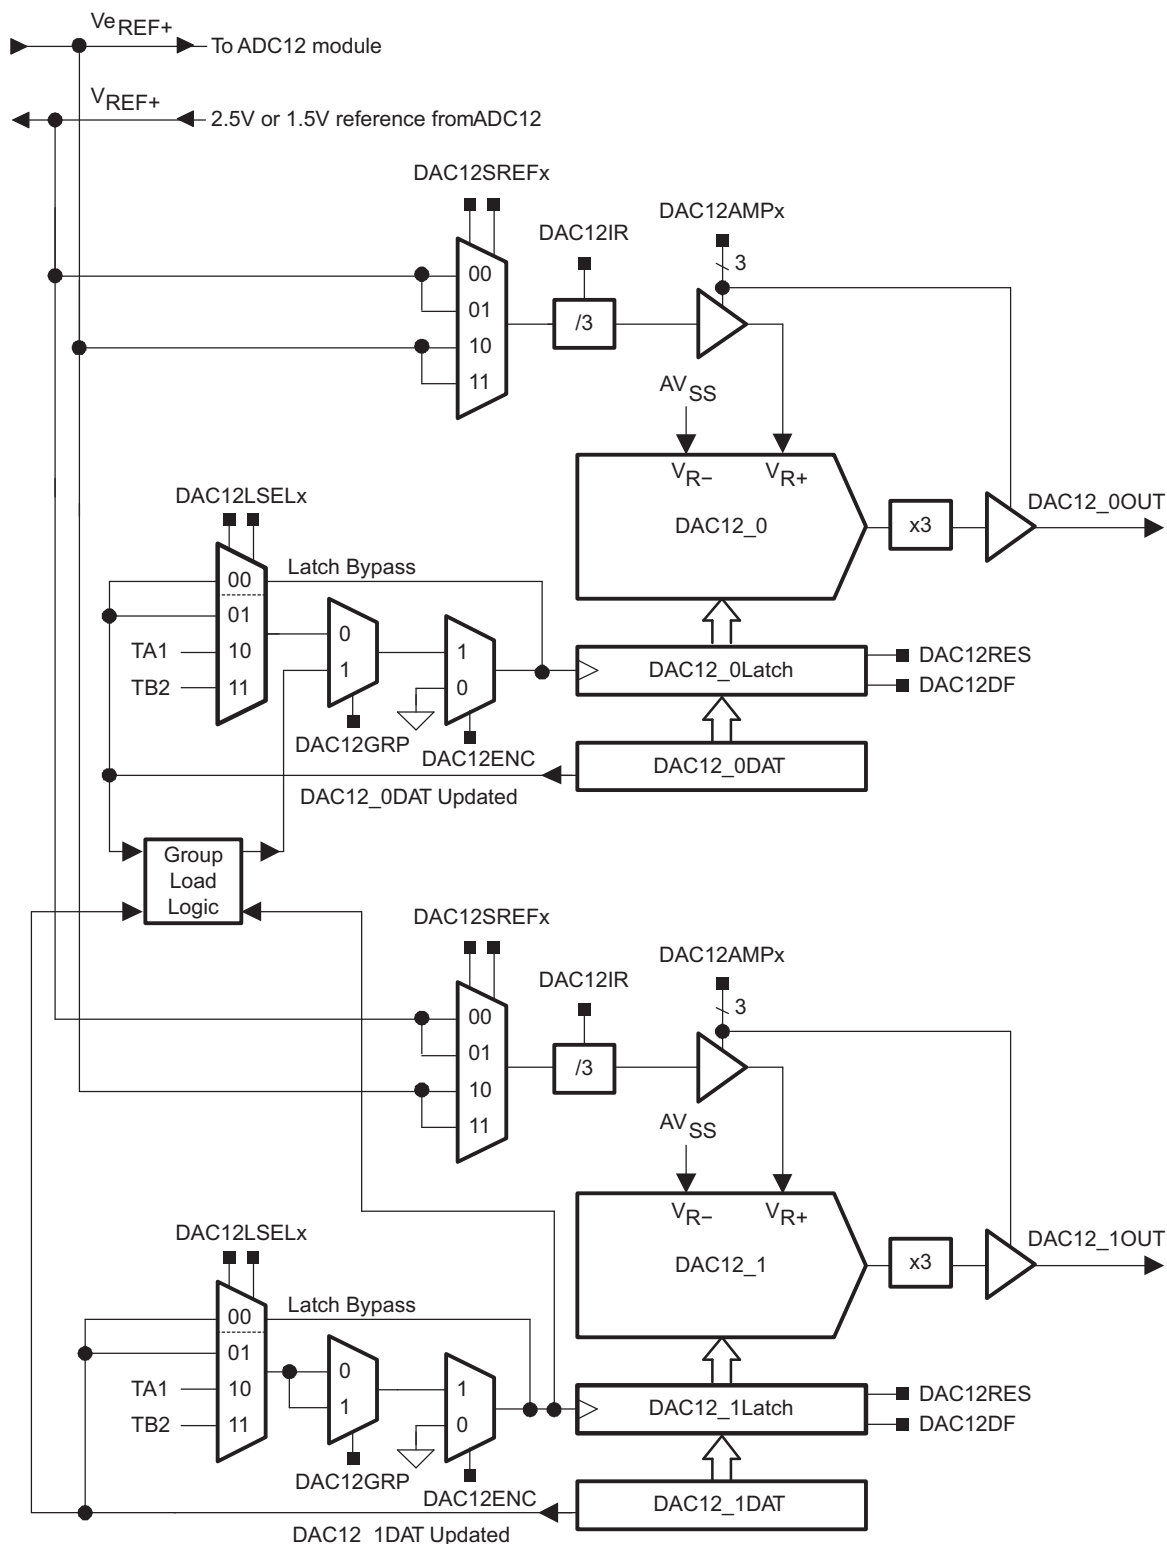 VeREF+
To ADC12 module
VREF+
2.5V or 1.5V reference fromADC12
DAC12SREFx
DAC12AMPx
DAC12IR
3
00
01
/3
10
11
AVSS
VR−
VR+
DAC12LSELx
DAC12_0OUT
DAC12_0
x3
Latch Bypass
00
01
0
TA1
10
1
1
DAC12_0Latch
DAC12RES
TB2
11
0
DAC12DF
DAC12GRP
DAC12ENC
DAC12_0DAT
DAC12_0DAT Updated
Group
Load
Logic
DAC12SREFx
DAC12AMPx
DAC12IR
3
00
01
/3
10
11
AVSS
VR−
VR+
DAC12LSELx
DAC12_1OUT
DAC12_1
x3
Latch Bypass
00
01
0
TA1
10
1
1
DAC12_1Latch
DAC12RES
TB2
11
0
DAC12DF
DAC12GRP
DAC12ENC
DAC12_1DAT
DAC12_1DAT Updated